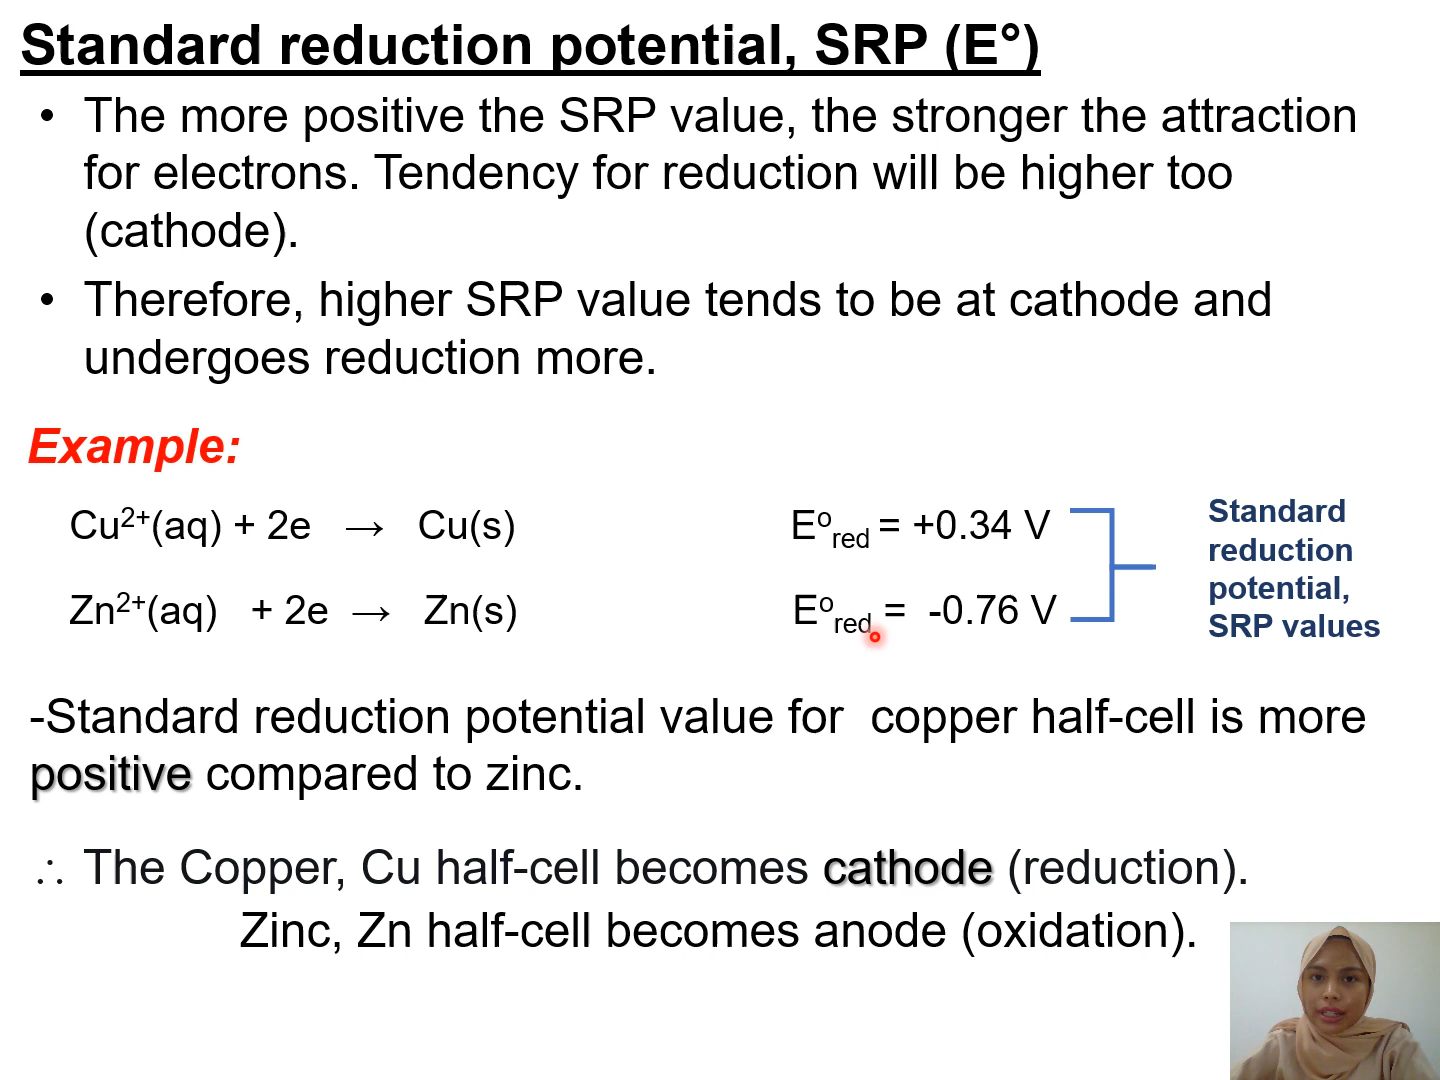 Standard reduction potential, SRP (E°)
• The more positive the SRP value, the stronger the attraction
for electrons. Tendency for reduction will be higher too
(cathode).
• Therefore, higher SRP value tends to be at cathode and
undergoes reduction more.
Example:
Cu²⁺(aq) + 2e → Cu(s) Eᵒred = +0.34 V
Zn²⁺(aq) + 2e → Zn(s) Eᵒred = -0.76 V
Standard
reduction
potential,
SRP values
-Standard reduction potential value for copper half-cell is more
positive compared to zinc.
∴ The Copper, Cu half-cell becomes cathode (reduction).
Zinc, Zn half-cell becomes anode (oxidation).